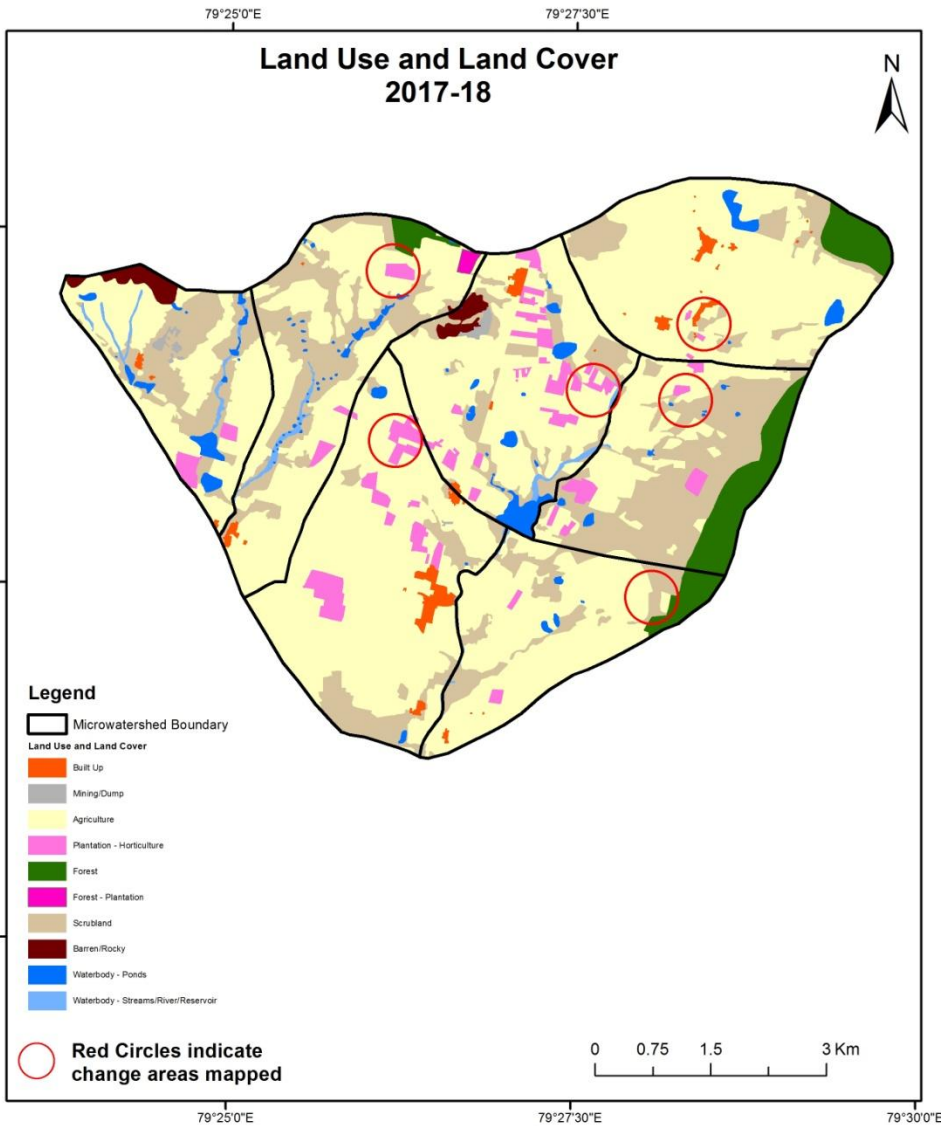 79°25'0"E
79°27'30"E
Land Use and Land Cover
2017-18
N
Legend
Microwatershed Boundary
Land Use and Land Cover
Built Up
Mining/Dump
Agriculture
Plantation - Horticulture
Forest
Forest - Plantation
Scrubland
Barren/Rocky
Waterbody - Ponds
Waterbody - Streams/River/Reservoir
Red Circles indicate
change areas mapped
0 0.75 1.5 3 Km
79°25'0"E
79°27'30"E
79°30'0"E